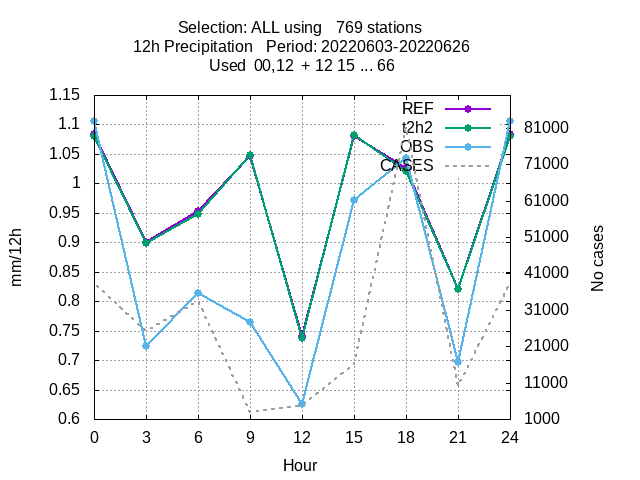 Selection: ALL using   769 stations
12h Precipitation   Period: 20220603-20220626
Used  00,12  + 12 15 ... 66
REF
t2h2
OBS
CASES
mm/12h
1.15
1.1
1.05
1
0.95
0.9
0.85
0.8
0.75
0.7
0.65
0.6
No cases
81000
71000
61000
51000
41000
31000
21000
11000
1000
0 3 6 9 12 15 18 21 24
Hour